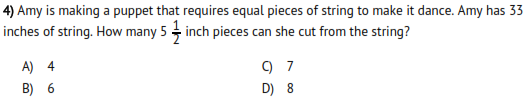 4) Amy is making a puppet that requires equal pieces of string to make it dance. Amy has 33
inches of string. How many 5 1/2 inch pieces can she cut from the string?
A) 4 C) 7
B) 6 D) 8